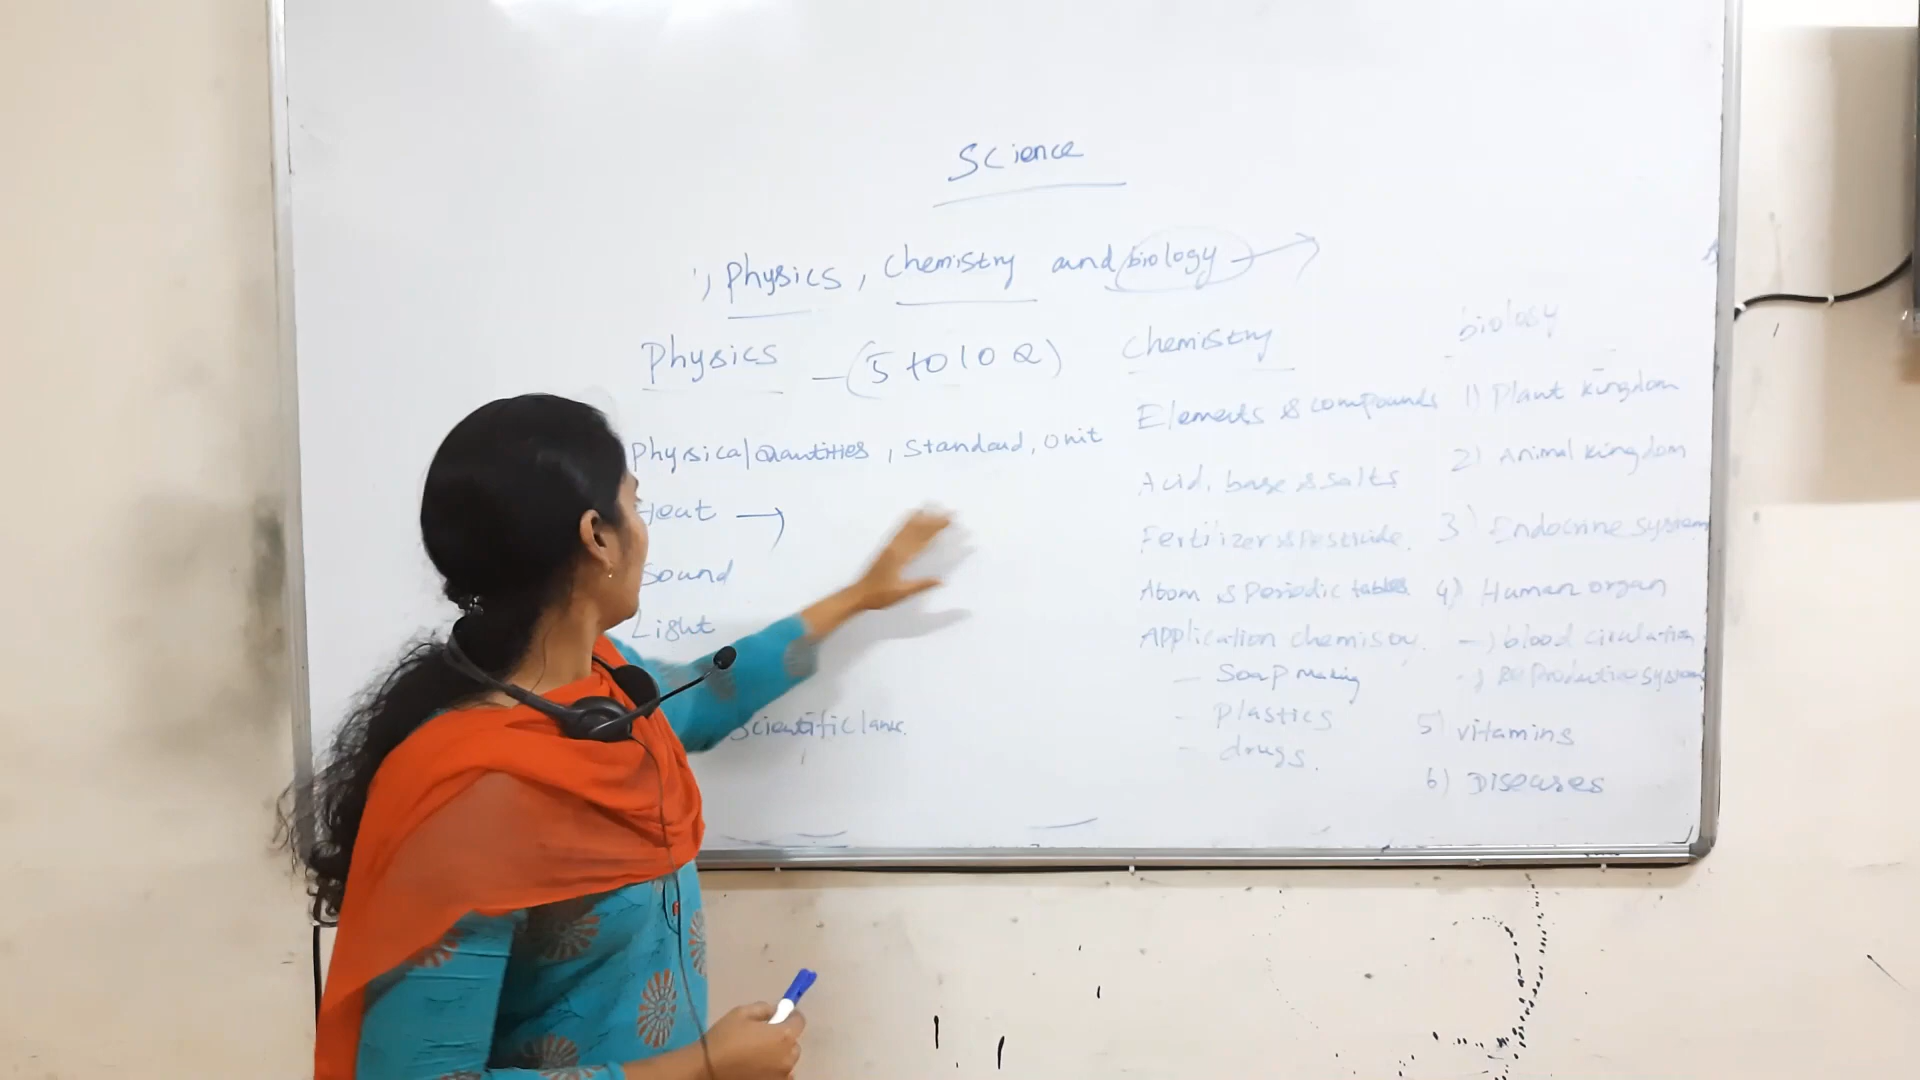 Science
1) Physics, chemistry and biology
Physics - (5 to 10 Q)
Physical Quantities, Standard, Unit
Heat
Sound
Light
Scientific laws.
Chemistry
Elements & compounds
Acid, base & salts
Fertilizer & Pesticide.
Atom & Periodic tables.
Application chemistry.
- Soap making
- Plastics
- drugs.
biology
1) Plant kingdom
2) Animal kingdom
3) Endocrine system
4) Human organ
-) blood circulation
-) Reproductive system
5) vitamins
6) Diseases